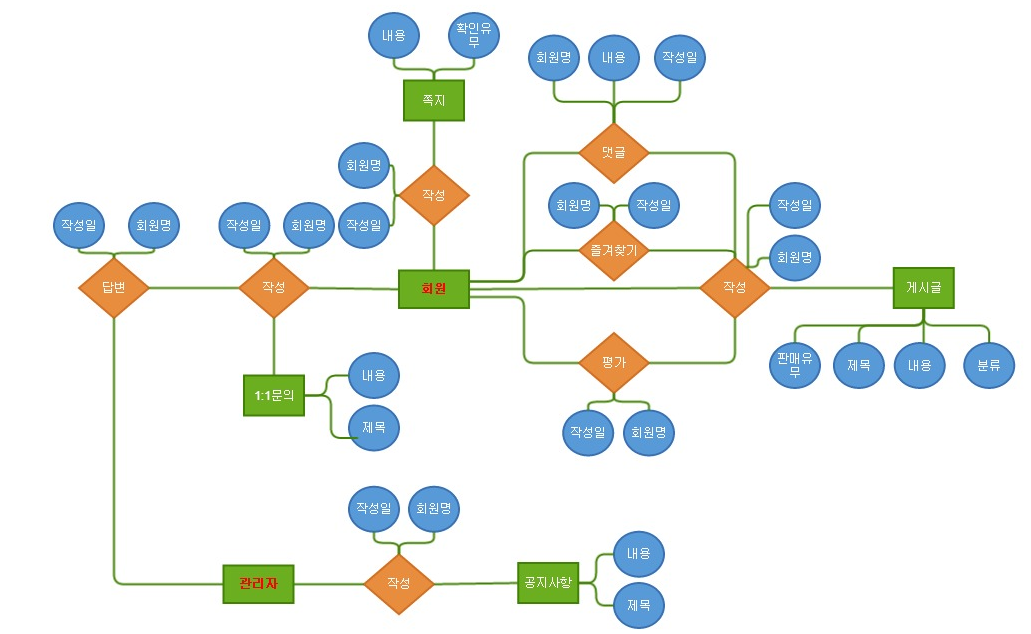 내용
확인유
무
쪽지
회원명
내용
작성일
댓글
회원명
작성
작성일
회원명
작성일
즐겨찾기
작성일
회원명
작성일
회원명
작성일
회원명
답변
작성
회원
작성
게시글
판매유
무
제목
내용
분류
평가
작성일
회원명
1:1문의
내용
제목
작성일
회원명
관리자
작성
공지사항
내용
제목